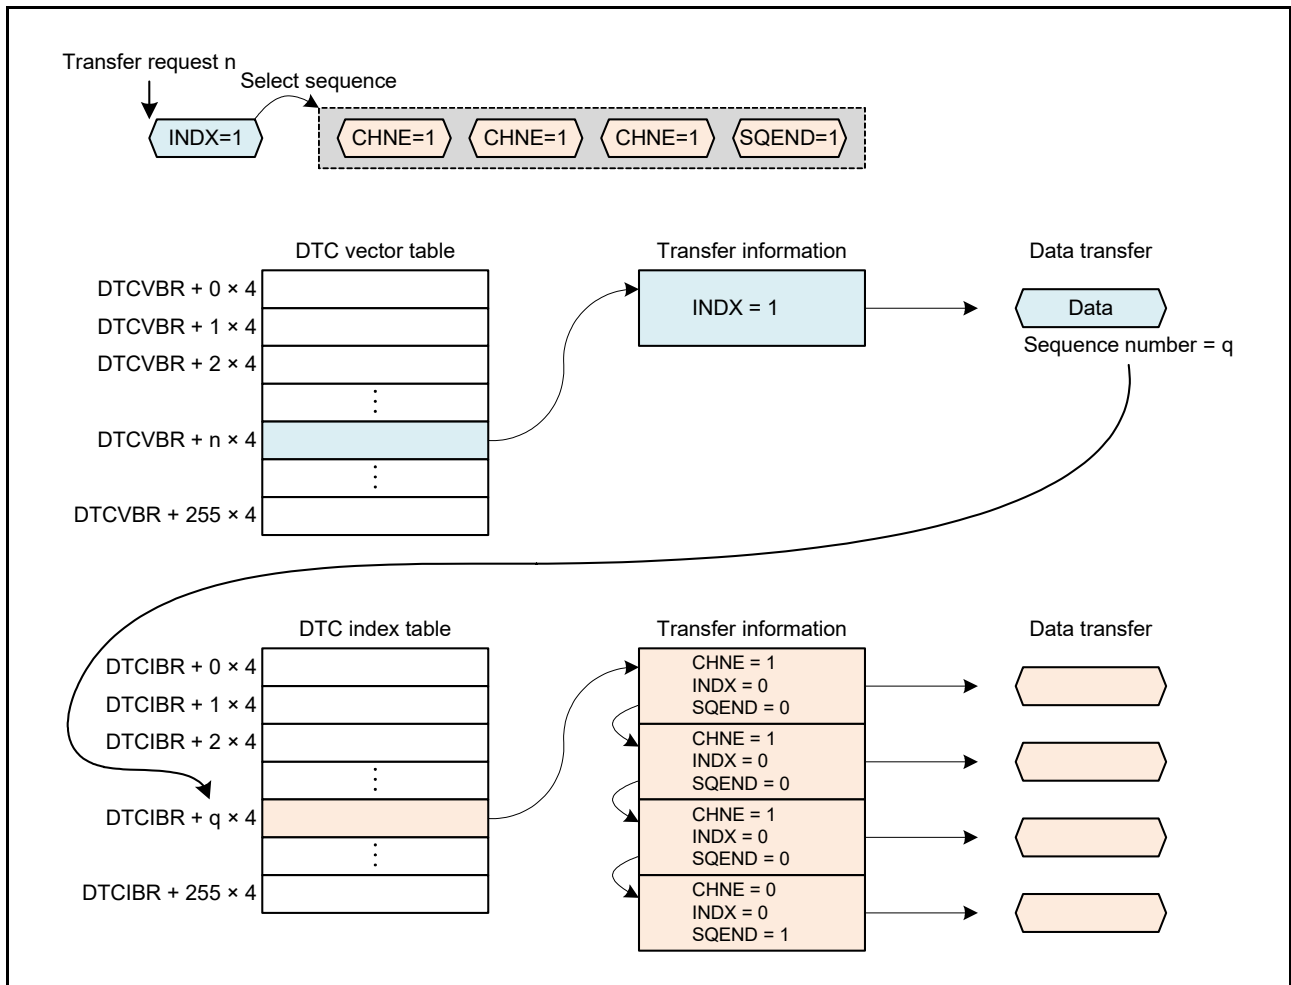 Transfer request n
Select sequence
INDX=1
CHNE=1
CHNE=1
CHNE=1
SQEND=1
DTC vector table
Transfer information
Data transfer
DTCVBR + 0 × 4
DTCVBR + 1 × 4
DTCVBR + 2 × 4
DTCVBR + n × 4
DTCVBR + 255 × 4
INDX = 1
Data
Sequence number = q
DTC index table
Transfer information
Data transfer
DTCIBR + 0 × 4
DTCIBR + 1 × 4
DTCIBR + 2 × 4
DTCIBR + q × 4
DTCIBR + 255 × 4
CHNE = 1
INDX = 0
SQEND = 0
CHNE = 1
INDX = 0
SQEND = 0
CHNE = 1
INDX = 0
SQEND = 0
CHNE = 0
INDX = 0
SQEND = 1